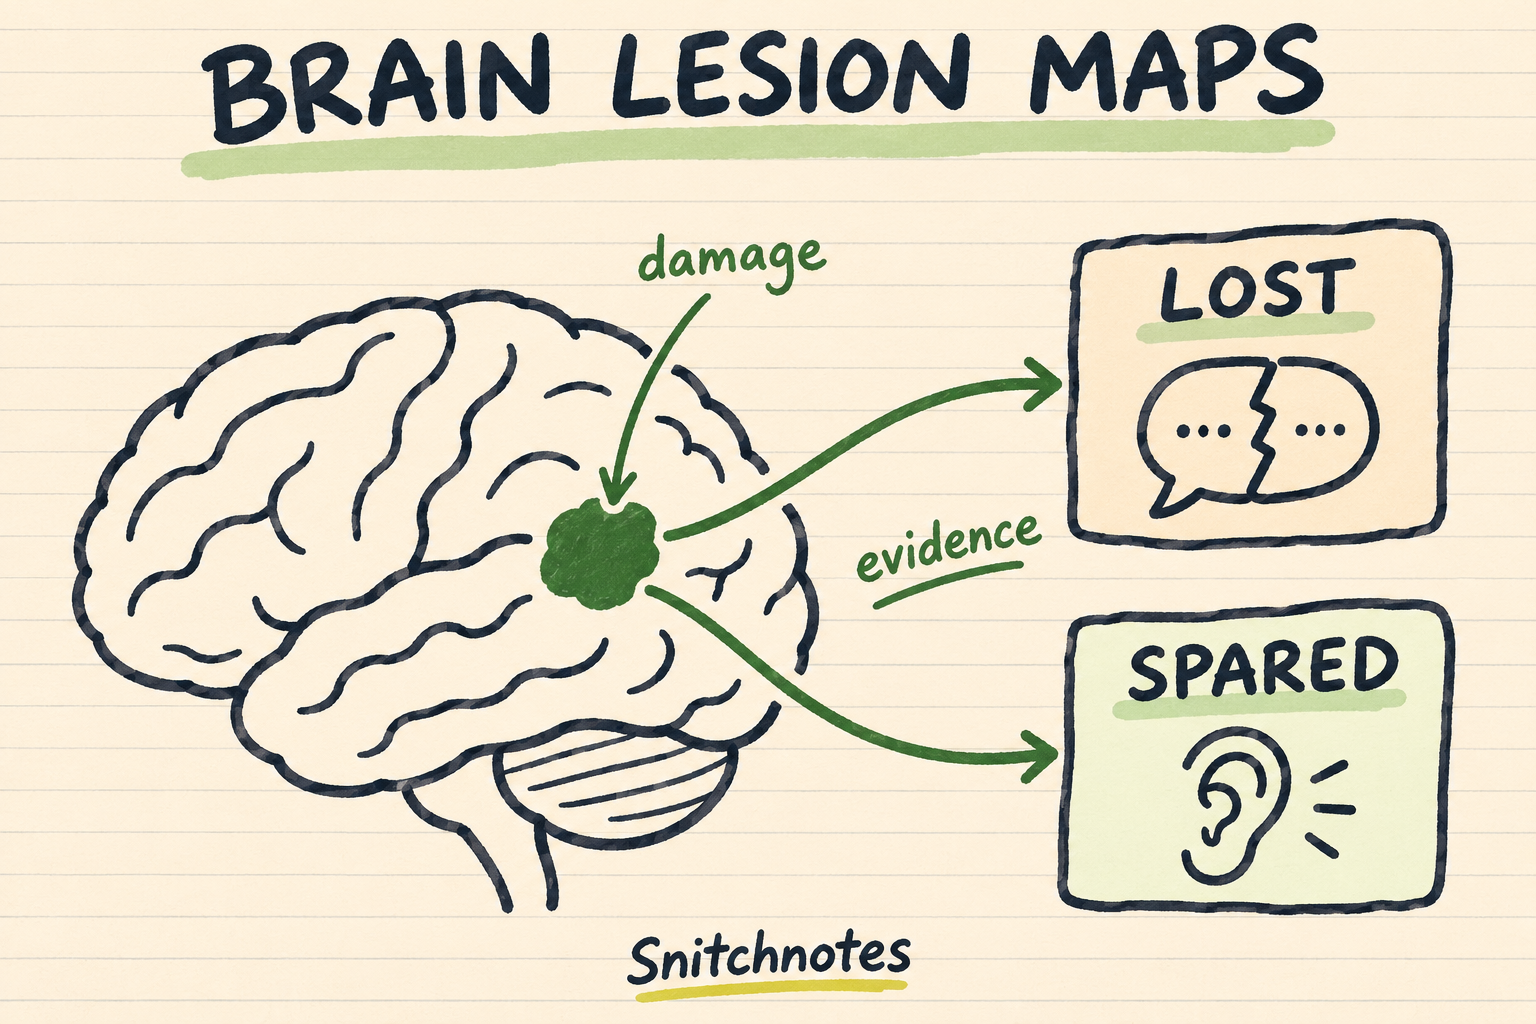 BRAIN LESION MAPS
damage
LOST
evidence
SPARED
Snitchnotes